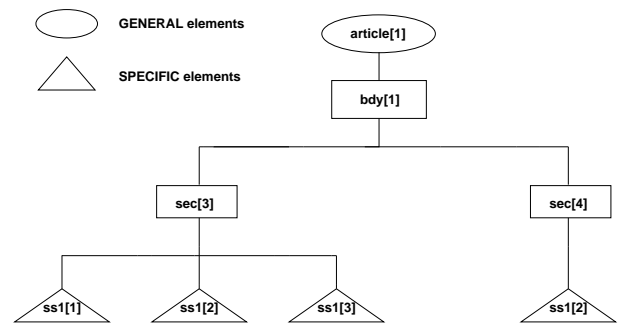 GENERAL elements
article[1]
SPECIFIC elements
bdy[1]
sec[3]
sec[4]
ss1[1]
ss1[2]
ss1[3]
ss1[2]